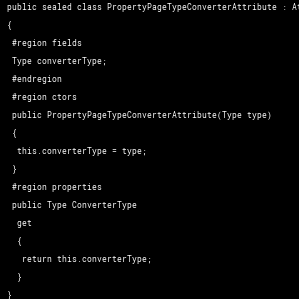 public sealed class PropertyPageTypeConverterAttribute :
{
#region fields
Type converterType;
#endregion
#region ctors
public PropertyPageTypeConverterAttribute(Type type)
{
this.converterType = type;
}
#region properties
public Type ConverterType
get
{
return this.converterType;
}
}